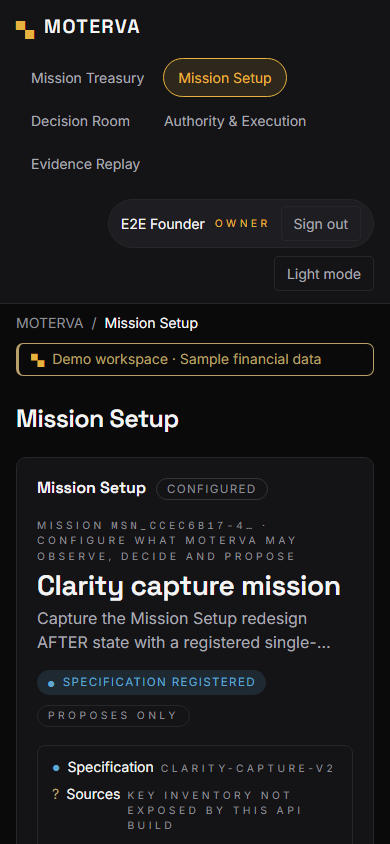 MOTERVA
Mission Treasury Mission Setup
Decision Room Authority & Execution
Evidence Replay
E2E Founder OWNER Sign out
Light mode
MOTERVA / Mission Setup
Demo workspace · Sample financial data
Mission Setup
Mission Setup CONFIGURED
MISSION MSN_CCEC6B17-4… ·
CONFIGURE WHAT MOTERVA MAY
OBSERVE, DECIDE AND PROPOSE
Clarity capture mission
Capture the Mission Setup redesign
AFTER state with a registered single-…
SPECIFICATION REGISTERED
PROPOSES ONLY
Specification CLARITY-CAPTURE-V2
? Sources KEY INVENTORY NOT
EXPOSED BY THIS API
BUILD